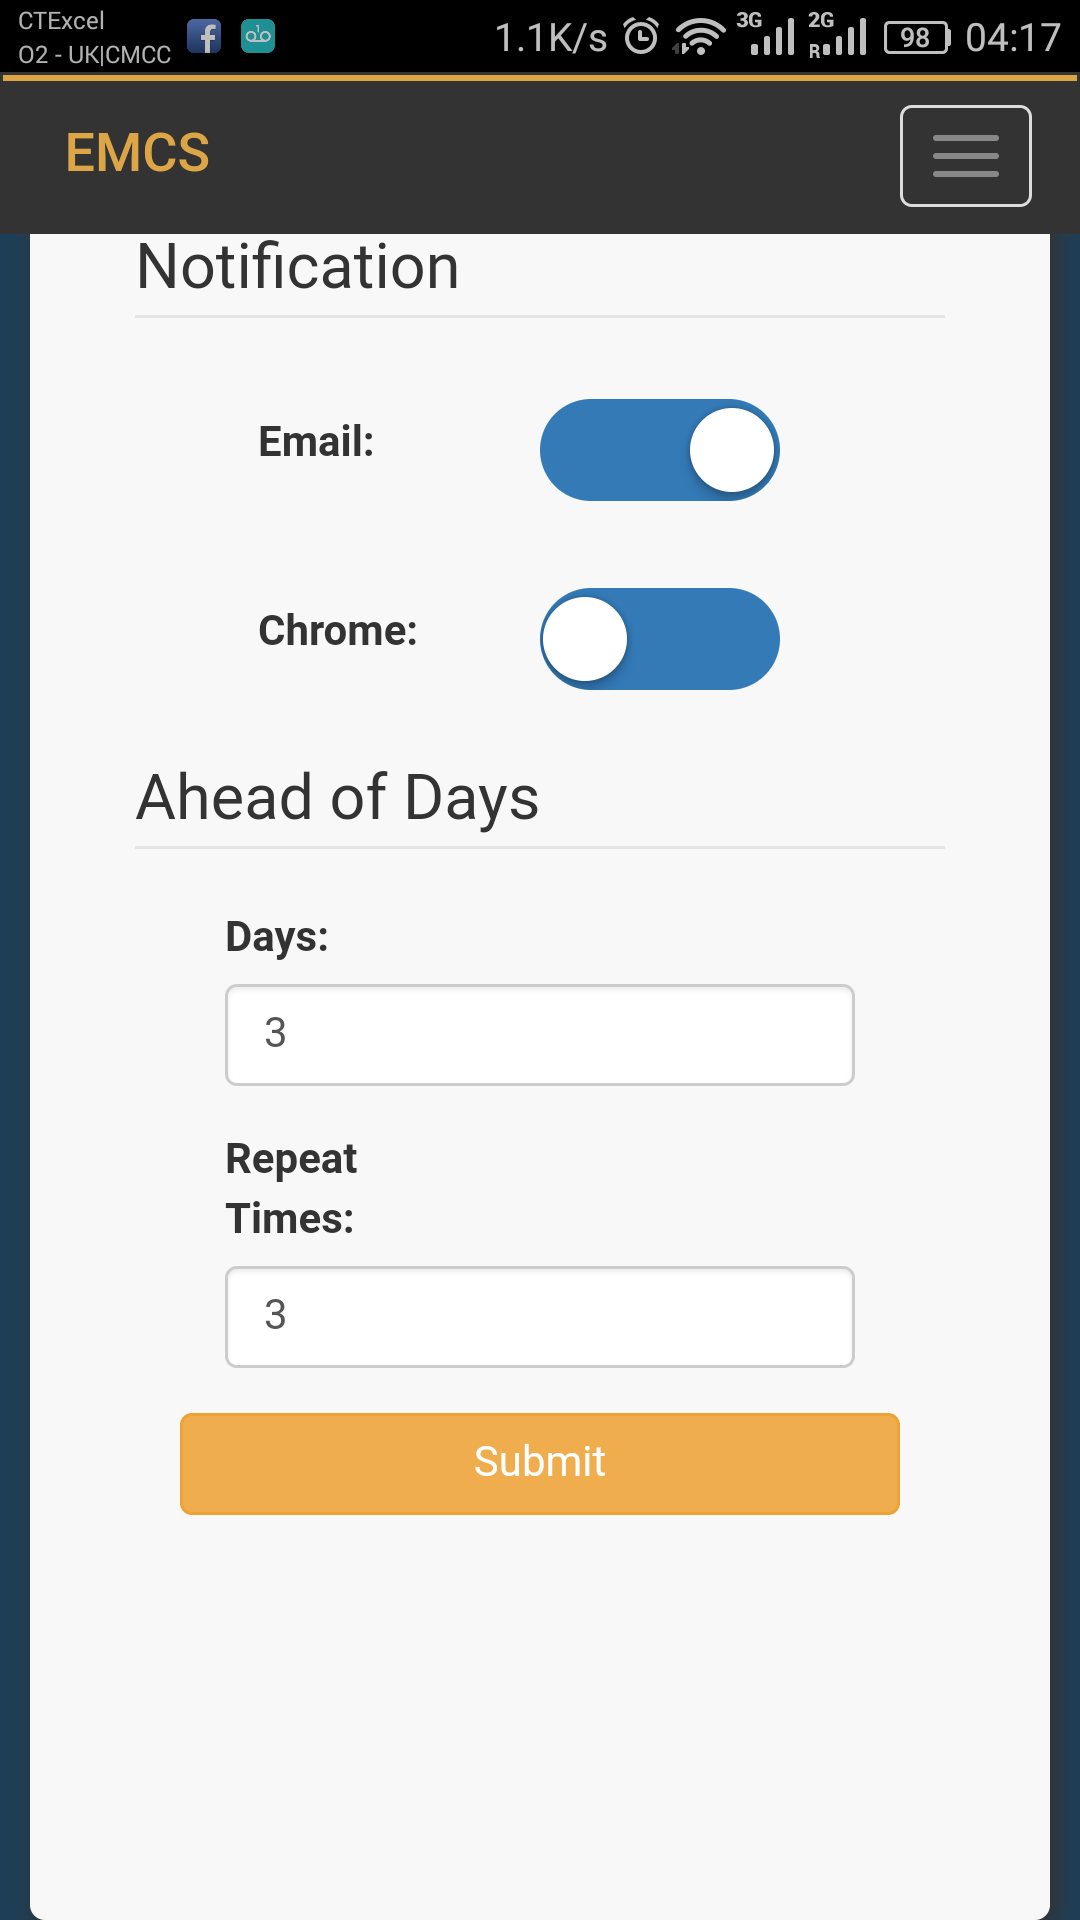 CTExcel
O2 - UK|CMCC
1.1K/s 3G 2G R 98 04:17
EMCS
Notification
Email:
Chrome:
Ahead of Days
Days:
3
Repeat
Times:
3
Submit